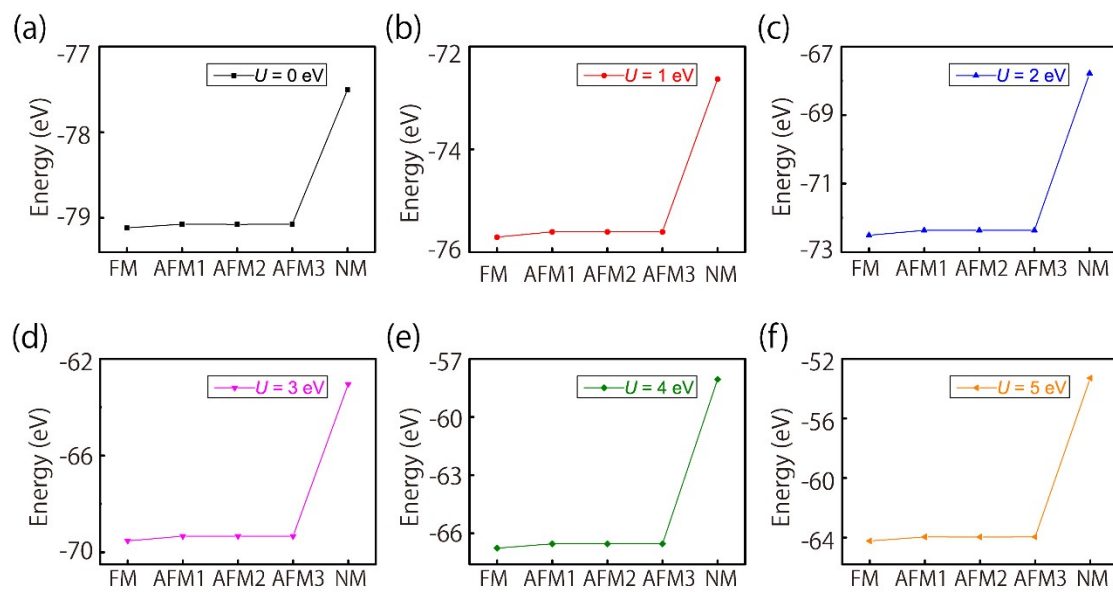 (a)
-77
-78
-79
Energy (eV)
U = 0 eV
FM AFM1 AFM2 AFM3 NM
(b)
-72
-74
-76
Energy (eV)
U = 1 eV
FM AFM1 AFM2 AFM3 NM
(c)
-67
-69
-71
-73
Energy (eV)
U = 2 eV
FM AFM1 AFM2 AFM3 NM
(d)
-62
-66
-70
Energy (eV)
U = 3 eV
FM AFM1 AFM2 AFM3 NM
(e)
-57
-60
-63
-66
Energy (eV)
U = 4 eV
FM AFM1 AFM2 AFM3 NM
(f)
-52
-56
-60
-64
Energy (eV)
U = 5 eV
FM AFM1 AFM2 AFM3 NM